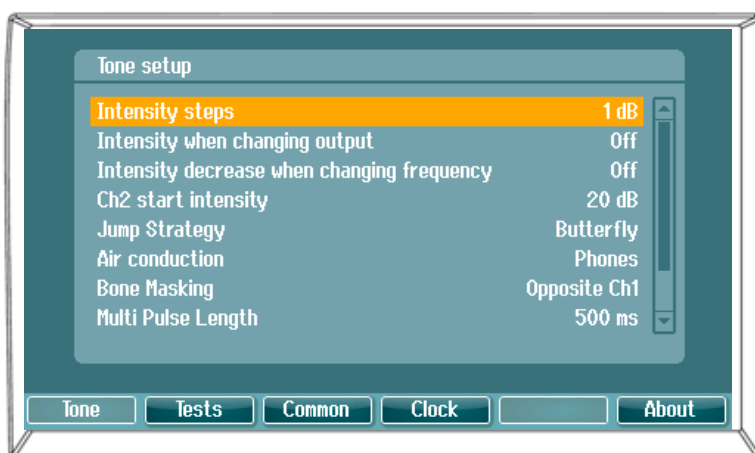 Tone setup
Intensity steps 1 dB
Intensity when changing output Off
Intensity decrease when changing frequency Off
Ch2 start intensity 20 dB
Jump Strategy Butterfly
Air conduction Phones
Bone Masking Opposite Ch1
Multi Pulse Length 500 ms
Tone Tests Common Clock About